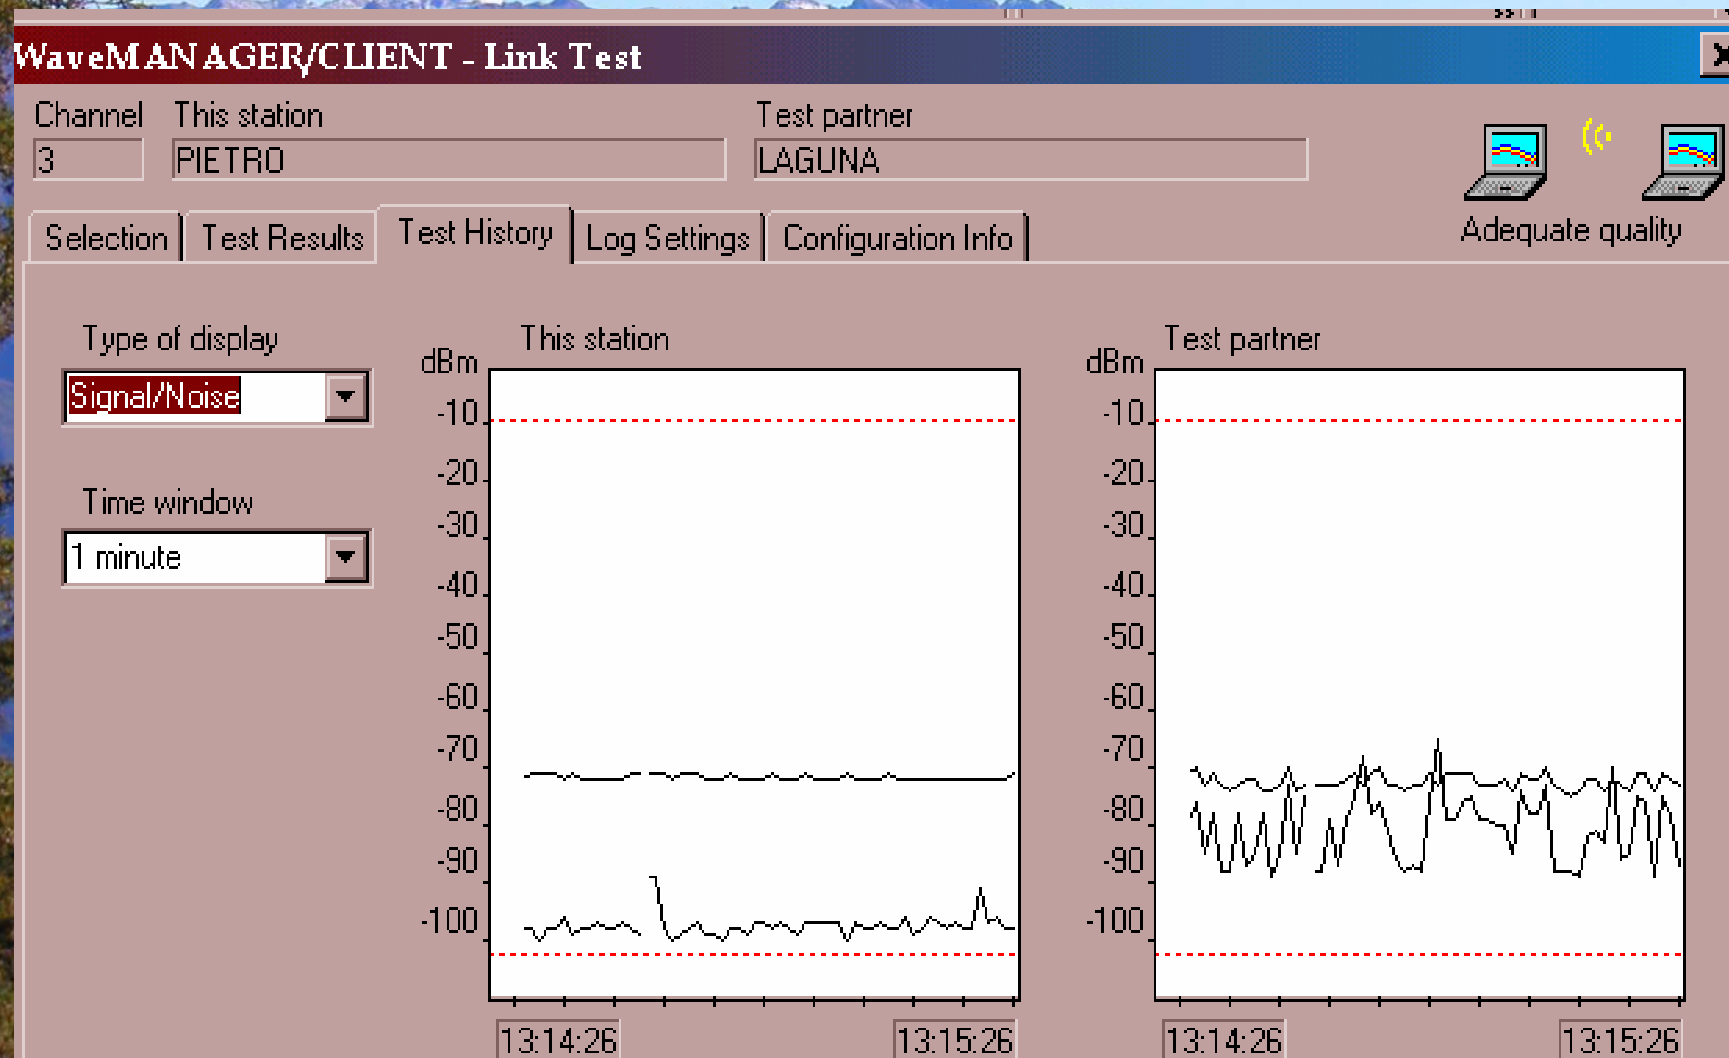 WaveMANAGER/CLIENT - Link Test
Channel This station Test partner
3 PIETRO LAGUNA
Selection Test Results Test History Log Settings Configuration Info Adequate quality
Type of display
Signal/Noise
Time window
1 minute
This station
dBm
-10
-20
-30
-40
-50
-60
-70
-80
-90
-100
13:14:26 13:15:26
Test partner
dBm
-10
-20
-30
-40
-50
-60
-70
-80
-90
-100
13:14:26 13:15:26